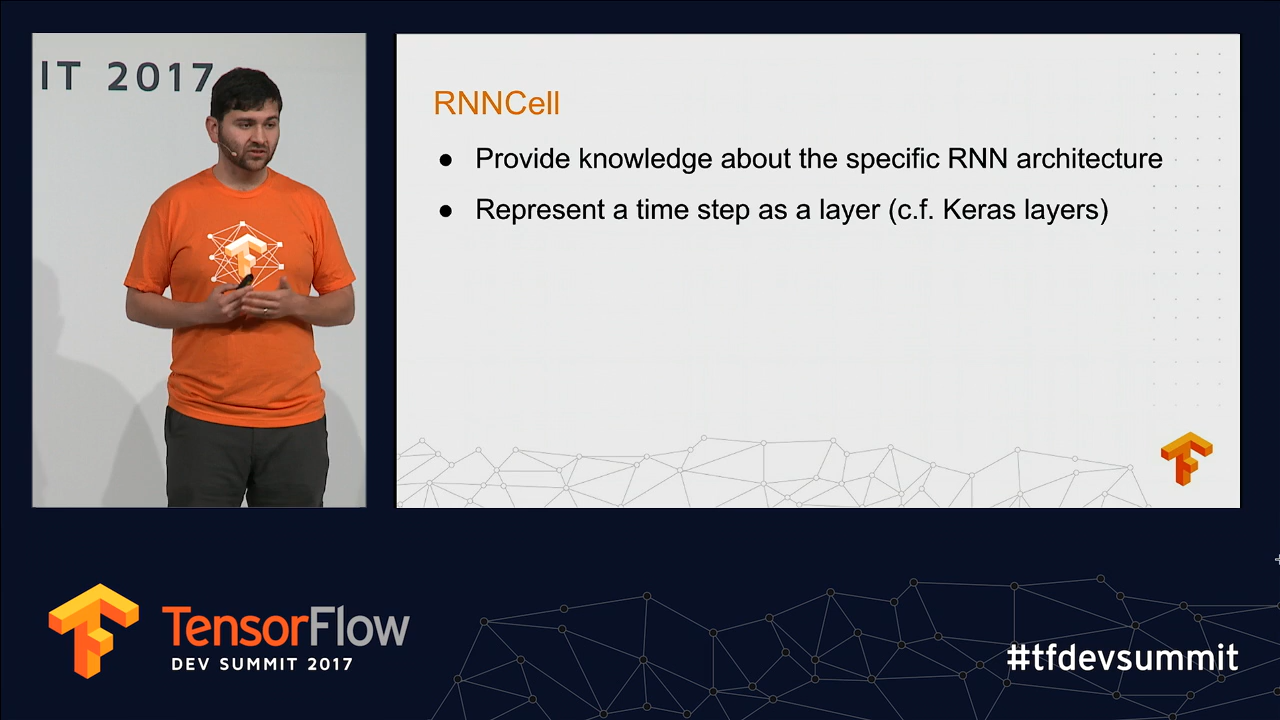 IT 2017
RNNCell
● Provide knowledge about the specific RNN architecture
● Represent a time step as a layer (c.f. Keras layers)
TensorFlow
DEV SUMMIT 2017
#tfdevsummit